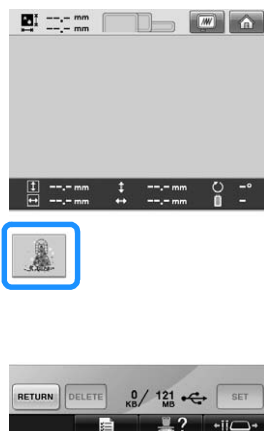 --.- mm
--.- mm
--.- mm --.- mm -°
--.- mm --.- mm -
RETURN DELETE 0 KB / 121 MB SET
?